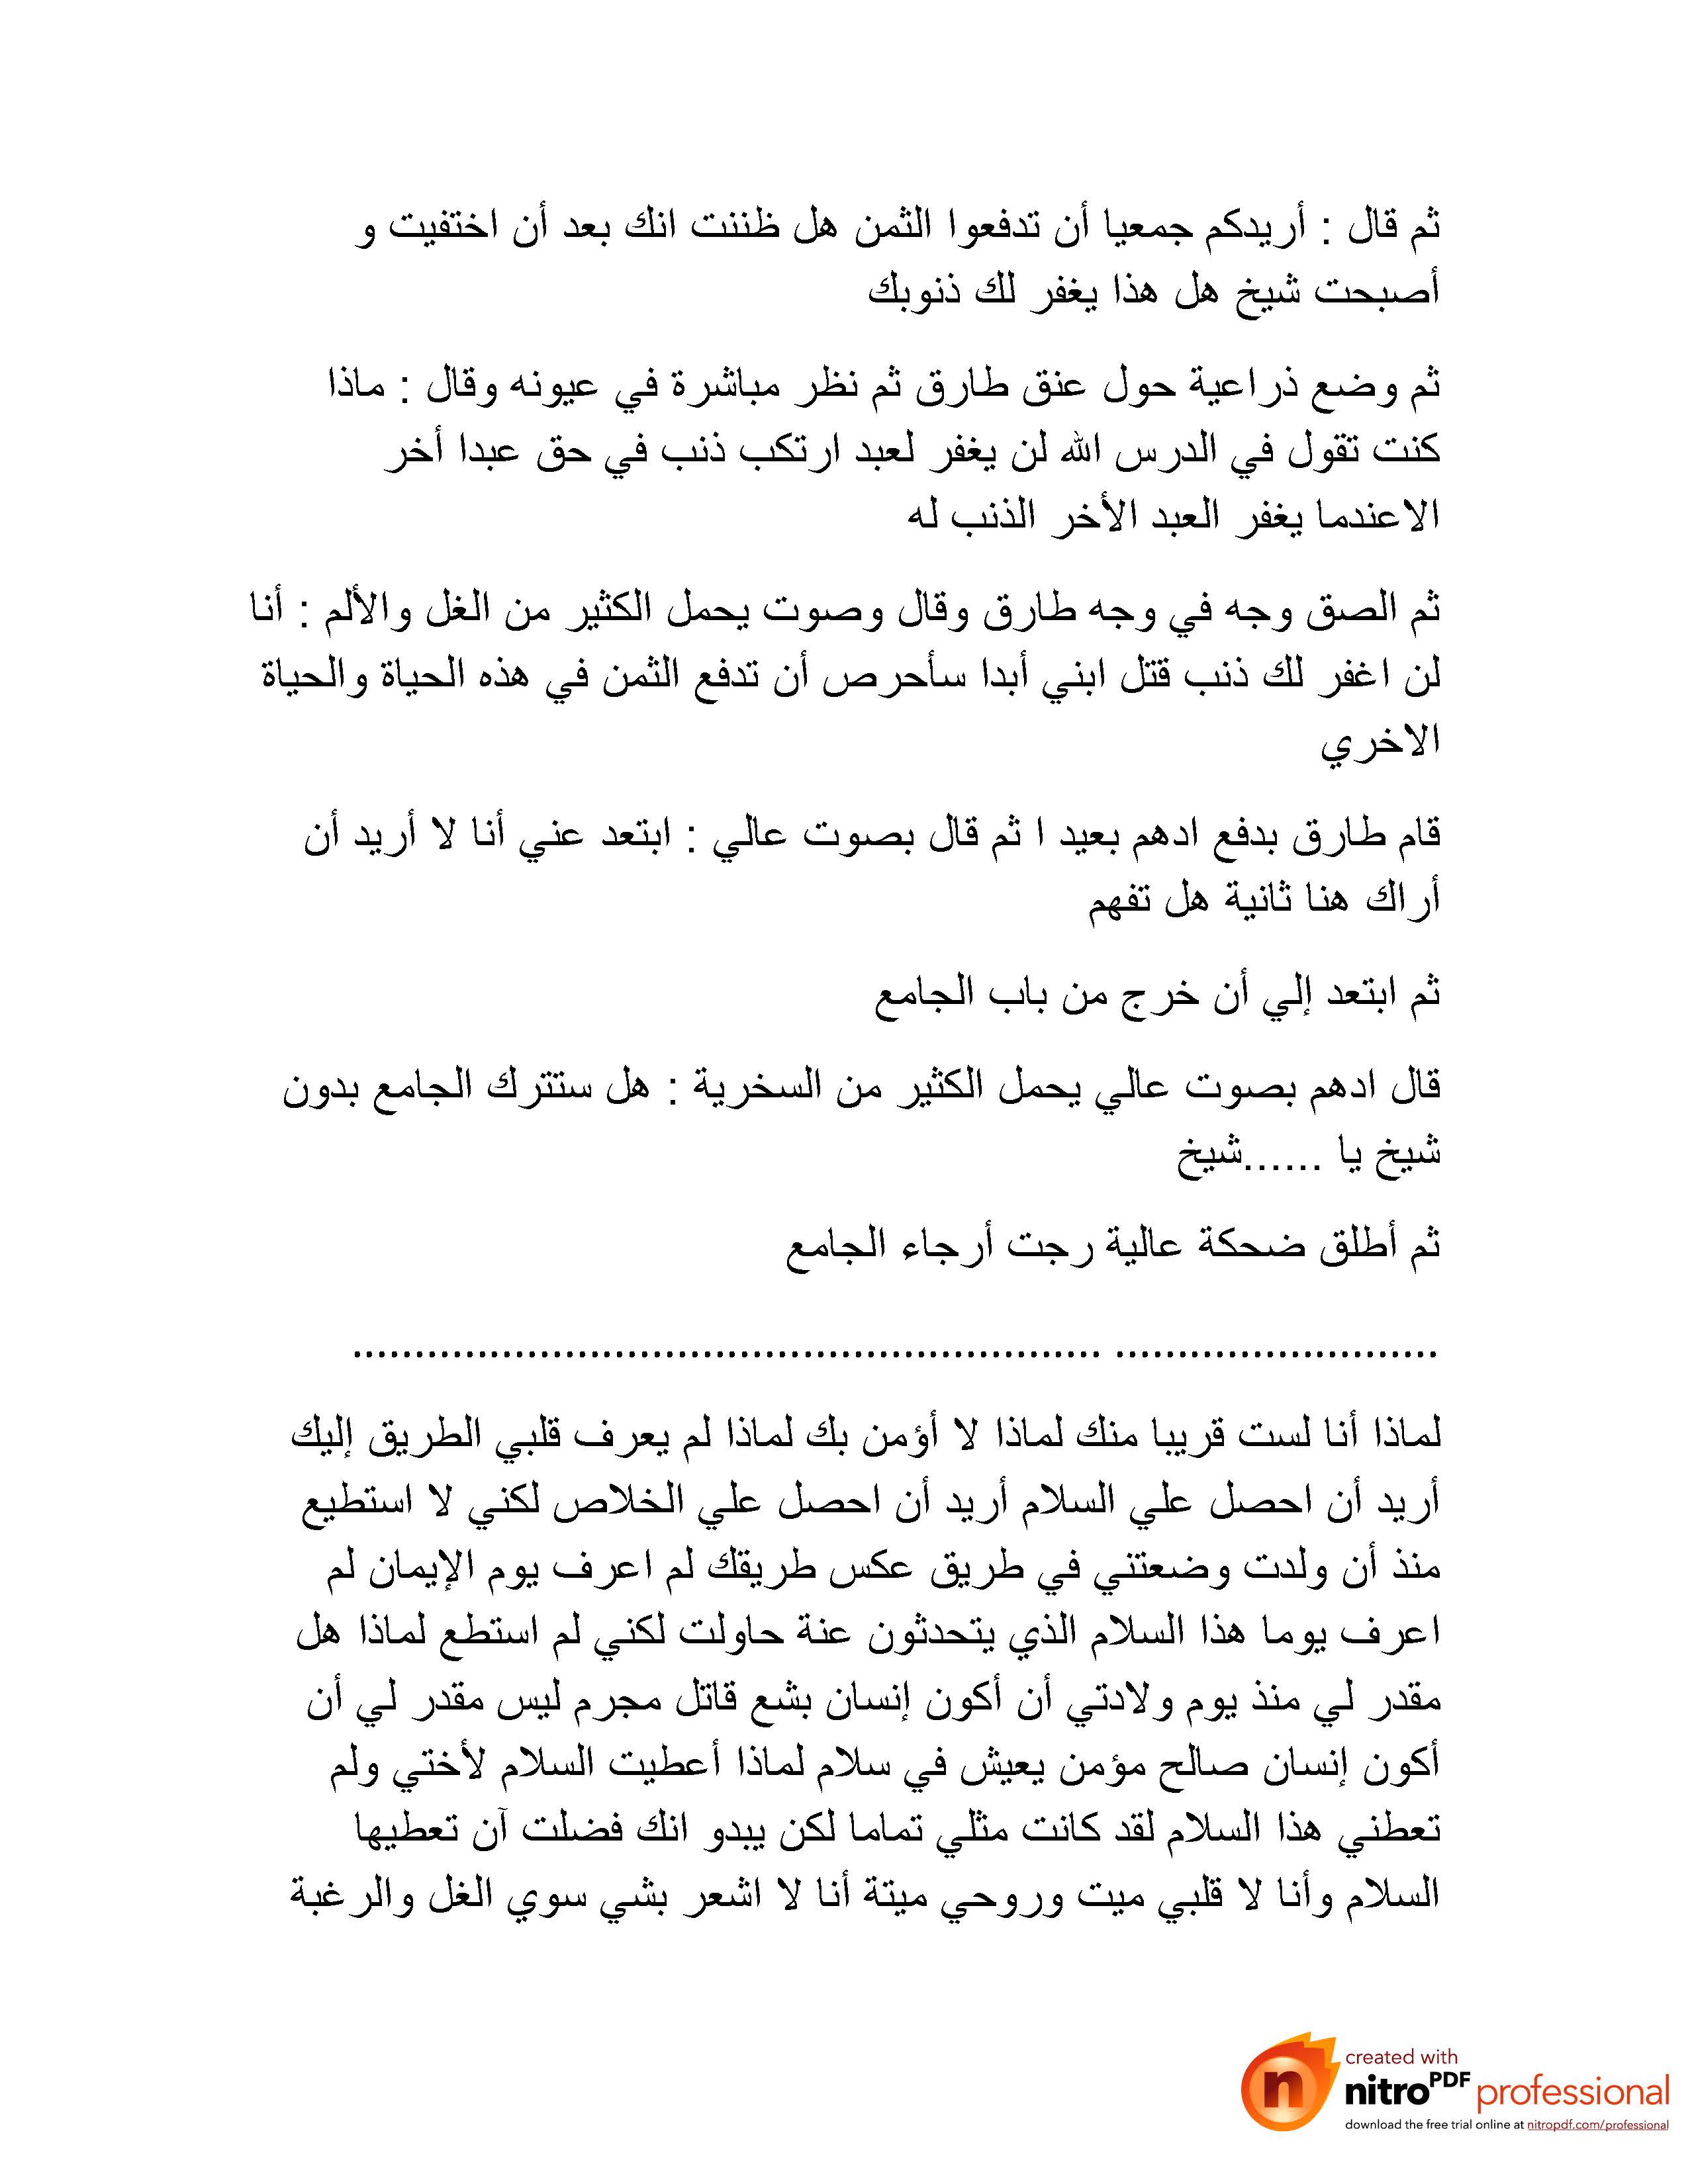 ثم قال : أريدكم جمعيا أن تدفعوا الثمن هل ظننت انك بعد أن اختفيت و
أصبحت شيخ هل هذا يغفر لك ذنوبك
ثم وضع ذراعية حول عنق طارق ثم نظر مباشرة في عيونه وقال : ماذا
كنت تقول في الدرس الله لن يغفر لعبد ارتكب ذنب في حق عبدا أخر
الاعندما يغفر العبد الأخر الذنب له
ثم الصق وجه في وجه طارق وقال وصوت يحمل الكثير من الغل والألم : أنا
لن اغفر لك ذنب قتل ابني أبدا سأحرص أن تدفع الثمن في هذه الحياة والحياة
الاخري
قام طارق بدفع ادهم بعيد ا ثم قال بصوت عالي : ابتعد عني أنا لا أريد أن
أراك هنا ثانية هل تفهم
ثم ابتعد إلي أن خرج من باب الجامع
قال ادهم بصوت عالي يحمل الكثير من السخرية : هل ستترك الجامع بدون
شيخ يا ......شيخ
ثم أطلق ضحكة عالية رجت أرجاء الجامع
......................... ..........................................................
لماذا أنا لست قريبا منك لماذا لا أؤمن بك لماذا لم يعرف قلبي الطريق إليك
أريد أن احصل علي السلام أريد أن احصل علي الخلاص لكني لا استطيع
منذ أن ولدت وضعتني في طريق عكس طريقك لم اعرف يوم الإيمان لم
اعرف يوما هذا السلام الذي يتحدثون عنة حاولت لكني لم استطع لماذا هل
مقدر لي منذ يوم ولادتي أن أكون إنسان بشع قاتل مجرم ليس مقدر لي أن
أكون إنسان صالح مؤمن يعيش في سلام لماذا أعطيت السلام لأختي ولم
تعطني هذا السلام لقد كانت مثلي تماما لكن يبدو انك فضلت آن تعطيها
السلام وأنا لا قلبي ميت وروحي ميتة أنا لا اشعر بشي سوي الغل والرغبة
created with
nitroPDF professional
download the free trial online at nitropdf.com/professional